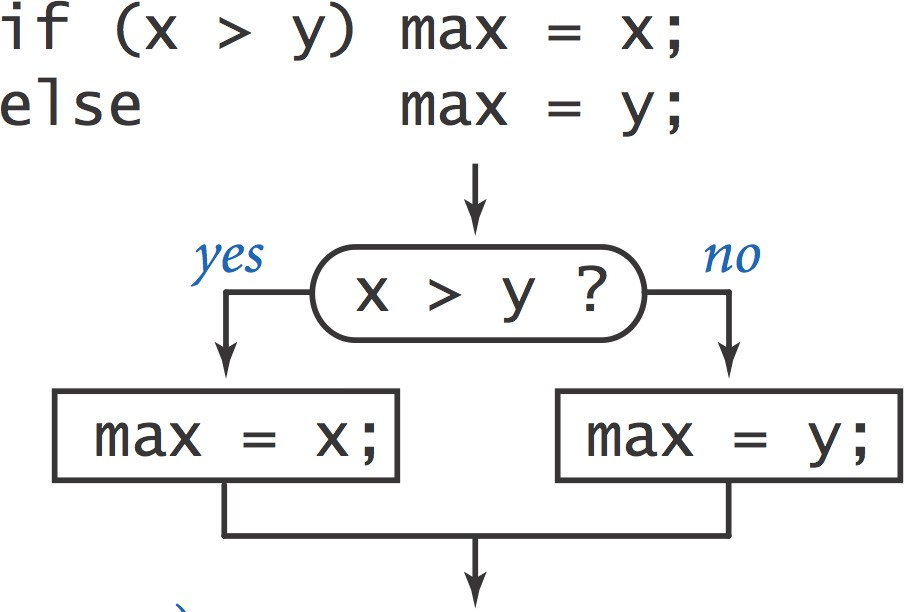 if (x > y) max = x;
else       max = y;
yes
x > y ?
no
max = x;
max = y;